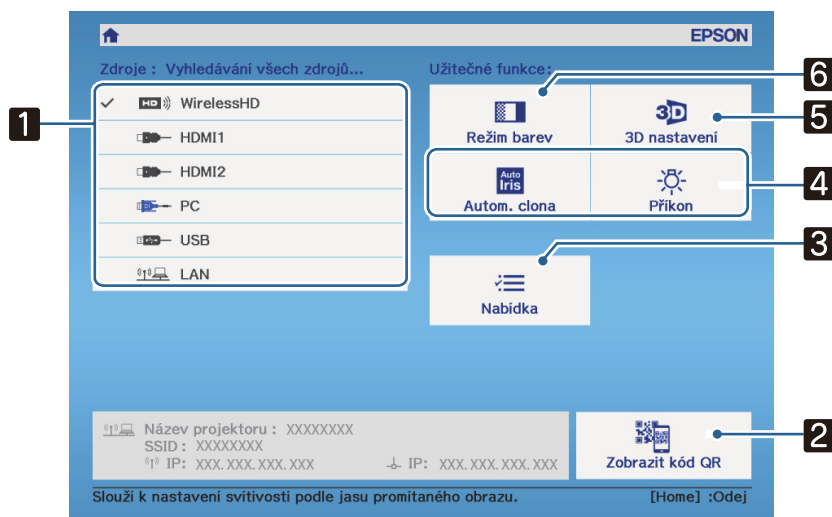 EPSON
Zdroje : Vyhledávání všech zdrojů...
WirelessHD
HDMI1
HDMI2
PC
USB
LAN
Užitečné funkce:
Režim barev
3D
3D nastavení
Auto
Iris
Autom. clona
Příkon
Nabídka
Název projektoru : XXXXXXXX
SSID : XXXXXXXX
IP: XXX. XXX. XXX. XXX
IP: XXX. XXX. XXX. XXX
Zobrazit kód QR
Slouží k nastavení svítivosti podle jasu promítaného obrazu.
[Home] :Odej
1
6
5
4
3
2